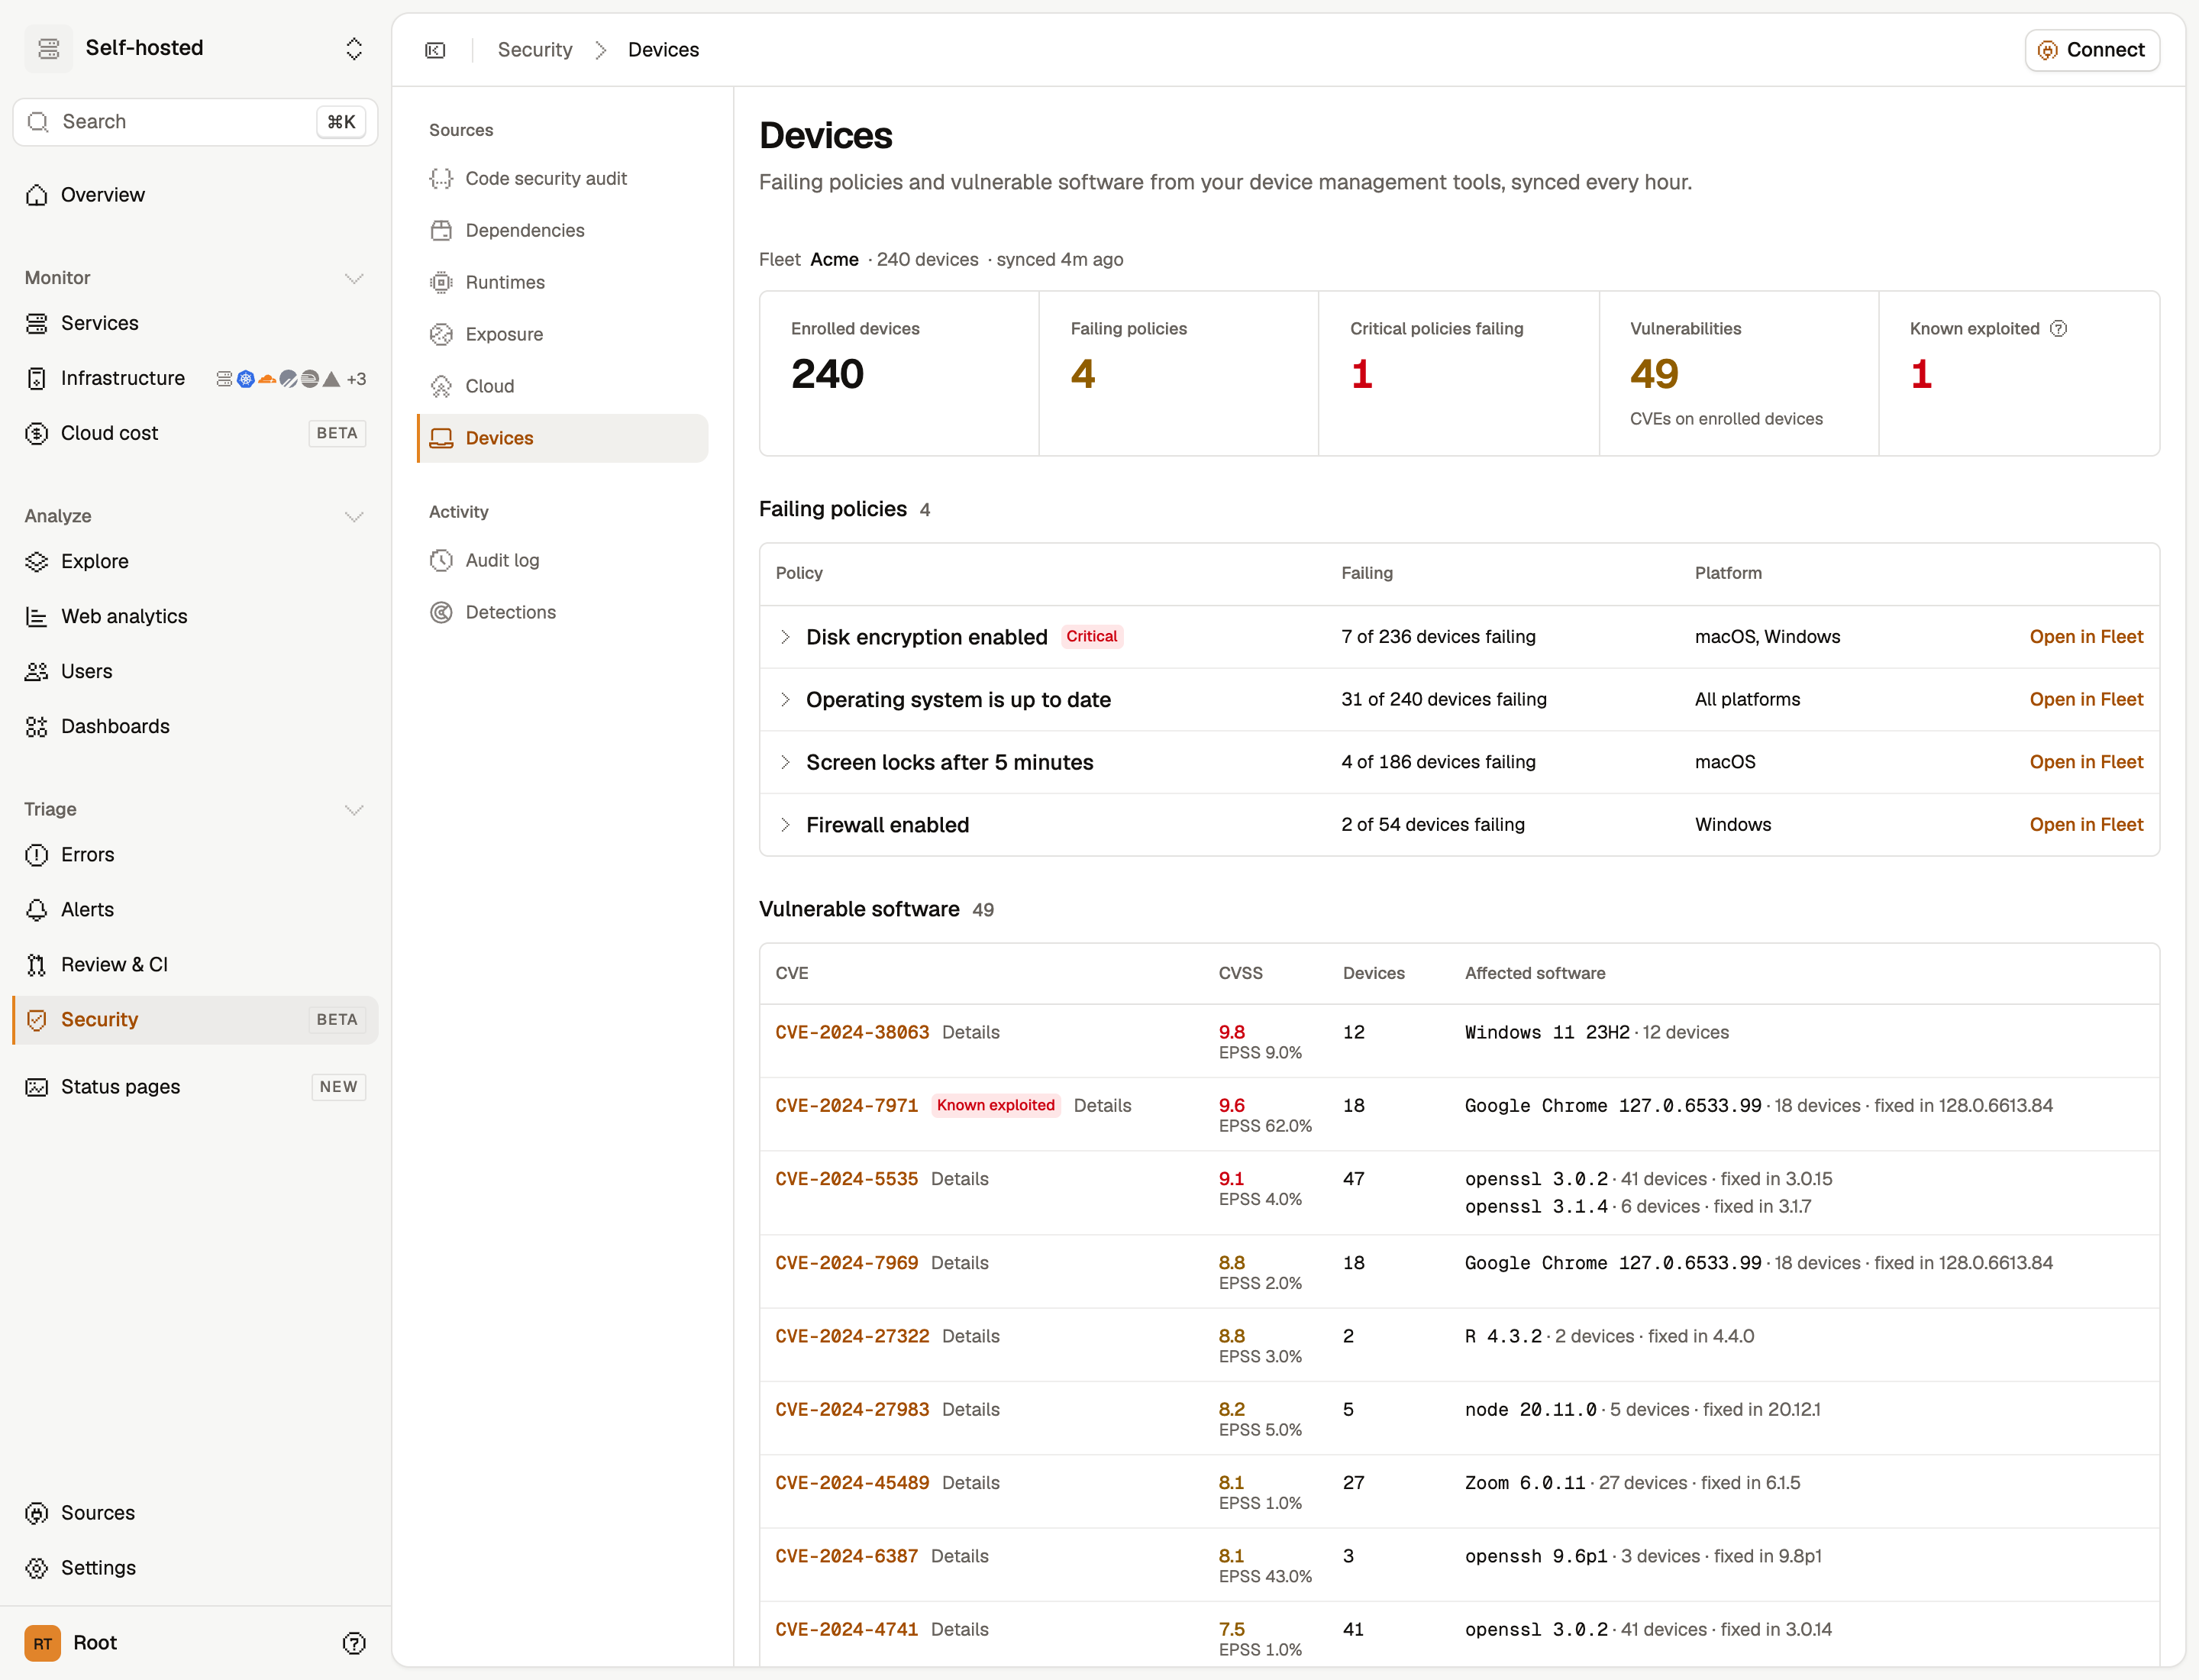 Self-hosted
Search ⌘K
Overview
Monitor
Services
Infrastructure +3
Cloud cost BETA
Analyze
Explore
Web analytics
Users
Dashboards
Triage
Errors
Alerts
Review & CI
Security BETA
Status pages NEW
Sources
Settings
RT Root
Security Devices
Connect
Sources
Code security audit
Dependencies
Runtimes
Exposure
Cloud
Devices
Activity
Audit log
Detections
Devices
Failing policies and vulnerable software from your device management tools, synced every hour.
Fleet Acme · 240 devices · synced 4m ago
Enrolled devices
240
Failing policies
4
Critical policies failing
1
Vulnerabilities
49
CVEs on enrolled devices
Known exploited
1
Failing policies 4
Policy Failing Platform
Disk encryption enabled Critical 7 of 236 devices failing macOS, Windows Open in Fleet
Operating system is up to date 31 of 240 devices failing All platforms Open in Fleet
Screen locks after 5 minutes 4 of 186 devices failing macOS Open in Fleet
Firewall enabled 2 of 54 devices failing Windows Open in Fleet
Vulnerable software 49
CVE CVSS Devices Affected software
CVE-2024-38063 Details 9.8 12 Windows 11 23H2 · 12 devices
EPSS 9.0%
CVE-2024-7971 Known exploited Details 9.6 18 Google Chrome 127.0.6533.99 · 18 devices · fixed in 128.0.6613.84
EPSS 62.0%
CVE-2024-5535 Details 9.1 47 openssl 3.0.2 · 41 devices · fixed in 3.0.15
EPSS 4.0% openssl 3.1.4 · 6 devices · fixed in 3.1.7
CVE-2024-7969 Details 8.8 18 Google Chrome 127.0.6533.99 · 18 devices · fixed in 128.0.6613.84
EPSS 2.0%
CVE-2024-27322 Details 8.8 2 R 4.3.2 · 2 devices · fixed in 4.4.0
EPSS 3.0%
CVE-2024-27983 Details 8.2 5 node 20.11.0 · 5 devices · fixed in 20.12.1
EPSS 5.0%
CVE-2024-45489 Details 8.1 27 Zoom 6.0.11 · 27 devices · fixed in 6.1.5
EPSS 1.0%
CVE-2024-6387 Details 8.1 3 openssh 9.6p1 · 3 devices · fixed in 9.8p1
EPSS 43.0%
CVE-2024-4741 Details 7.5 41 openssl 3.0.2 · 41 devices · fixed in 3.0.14
EPSS 1.0%